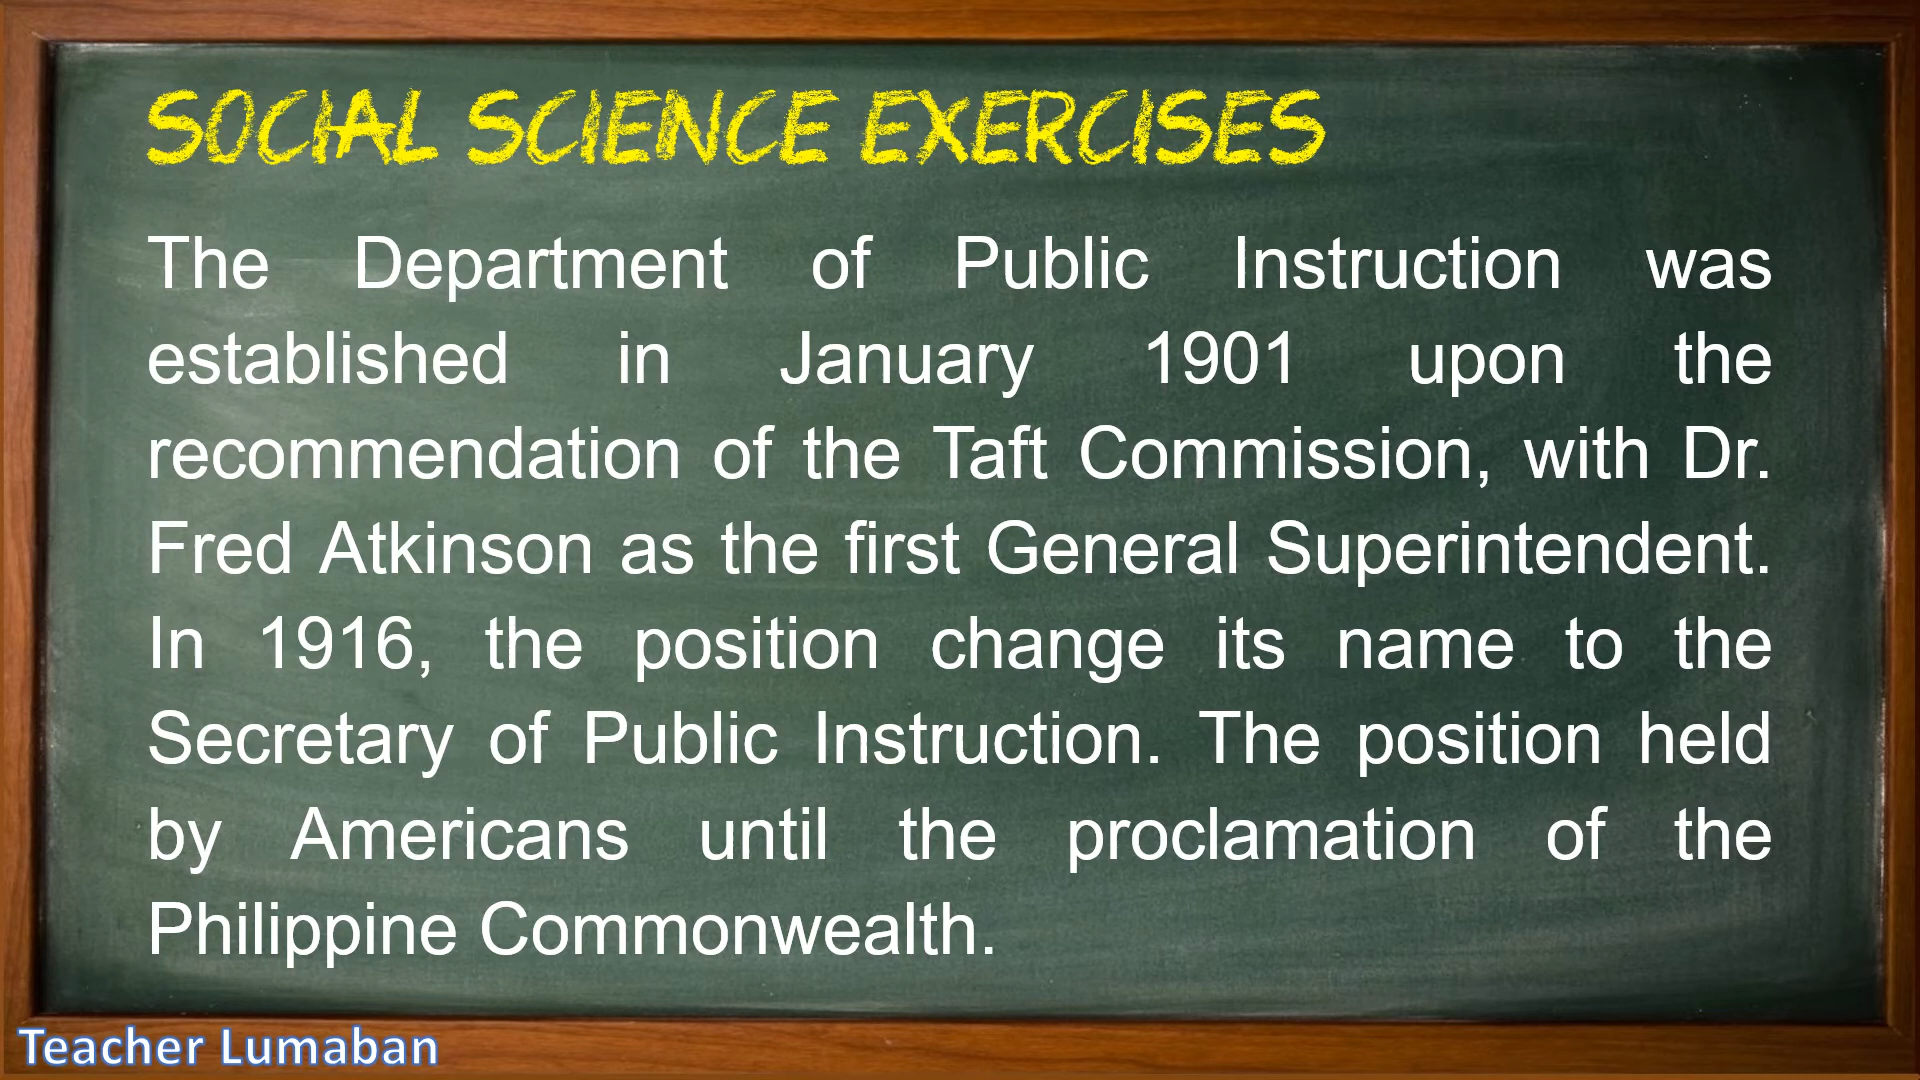 SOCIAL SCIENCE EXERCISES
The Department of Public Instruction was
established in January 1901 upon the
recommendation of the Taft Commission, with Dr.
Fred Atkinson as the first General Superintendent.
In 1916, the position change its name to the
Secretary of Public Instruction. The position held
by Americans until the proclamation of the
Philippine Commonwealth.
Teacher Lumaban